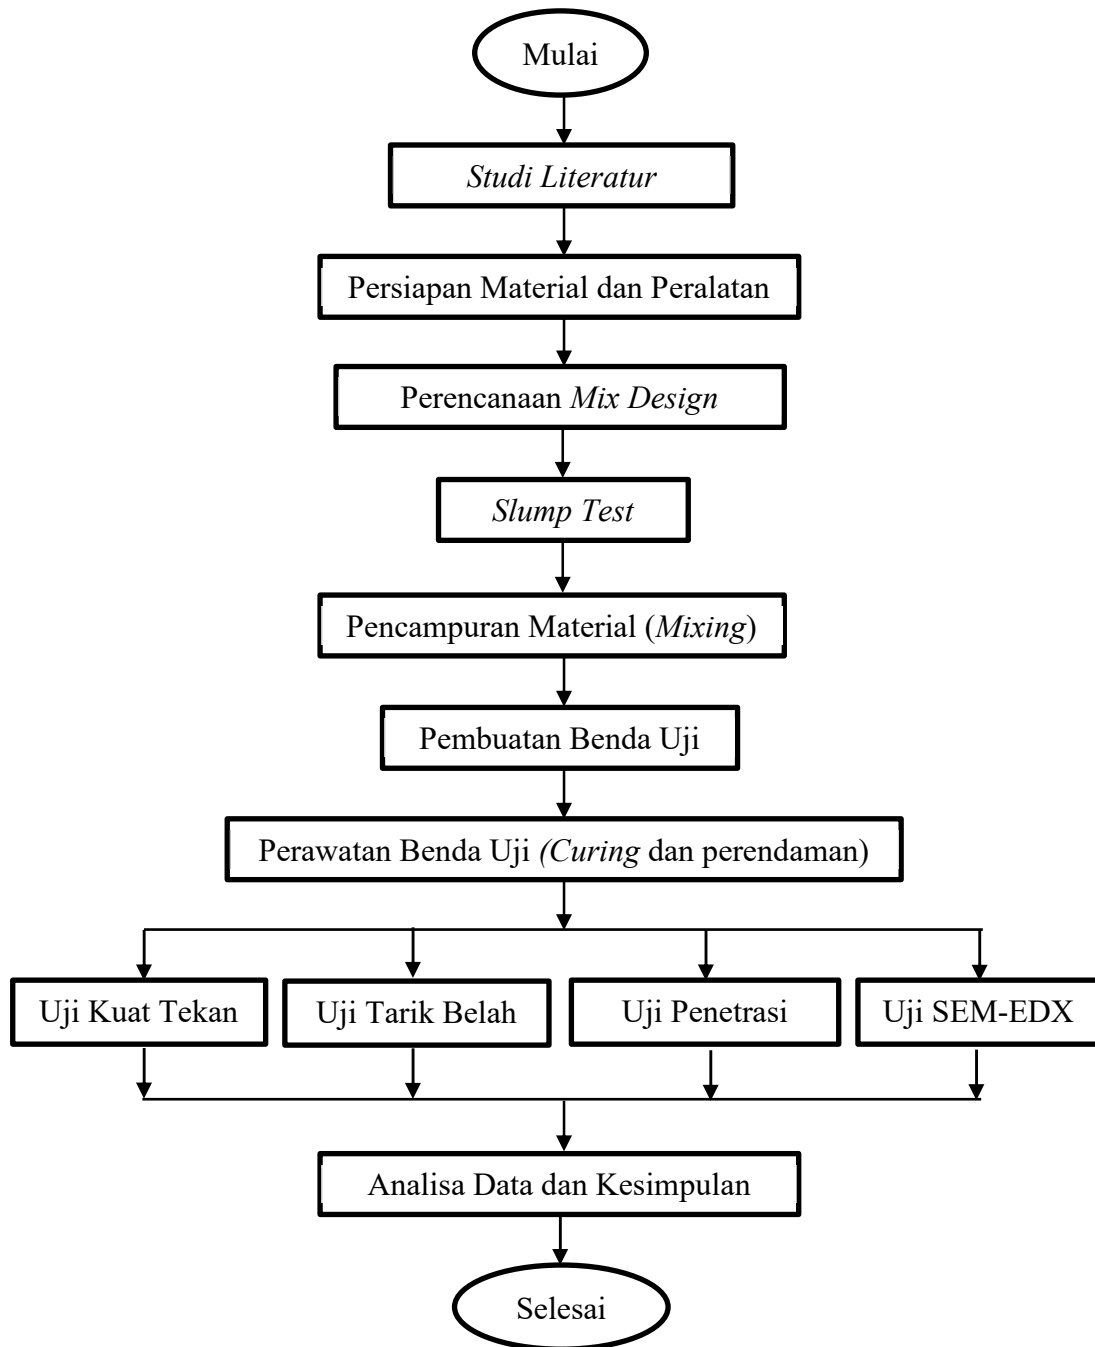 Mulai
Studi Literatur
Persiapan Material dan Peralatan
Perencanaan Mix Design
Slump Test
Pencampuran Material (Mixing)
Pembuatan Benda Uji
Perawatan Benda Uji (Curing dan perendaman)
Uji Kuat Tekan
Uji Tarik Belah
Uji Penetrasi
Uji SEM-EDX
Analisa Data dan Kesimpulan
Selesai